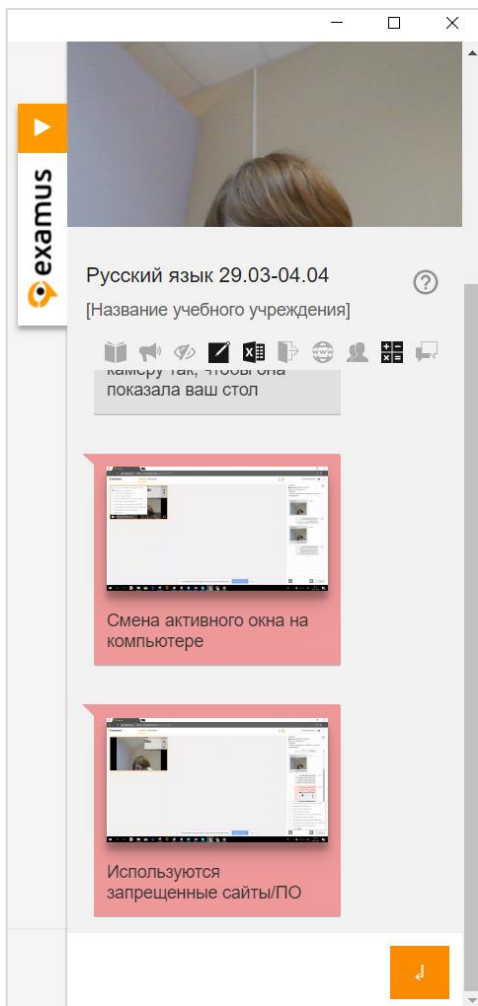 examus
Русский язык 29.03-04.04
[Название учебного учреждения]
www
камеру так, чтобы она
показала ваш стол
Смена активного окна на
компьютере
Используются
запрещенные сайты/ПО